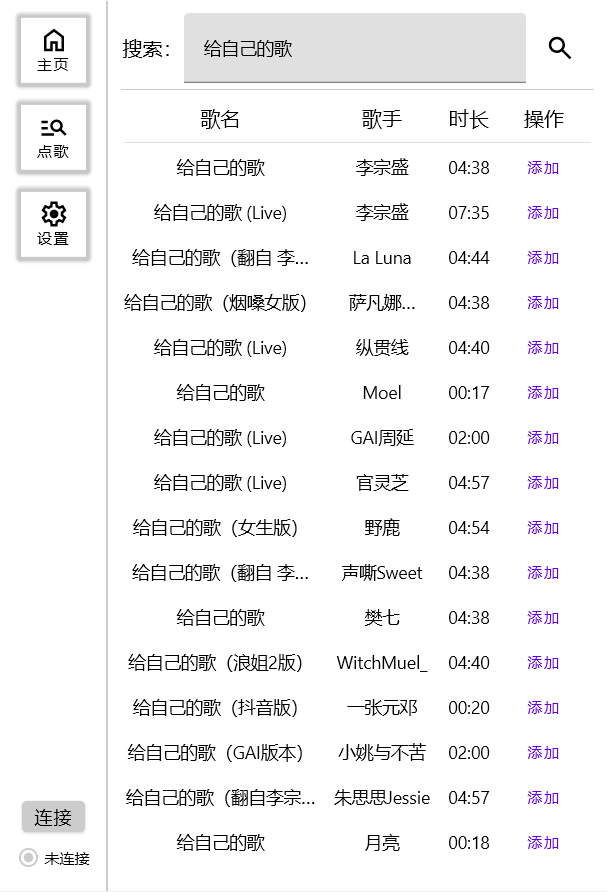 主页
点歌
设置
连接
未连接
搜索： 给自己的歌
歌名 歌手 时长 操作
给自己的歌 李宗盛 04:38 添加
给自己的歌 (Live) 李宗盛 07:35 添加
给自己的歌（翻自 李... La Luna 04:44 添加
给自己的歌（烟嗓女版） 萨凡娜... 04:38 添加
给自己的歌 (Live) 纵贯线 04:40 添加
给自己的歌 Moel 00:17 添加
给自己的歌 (Live) GAI周延 02:00 添加
给自己的歌 (Live) 官灵芝 04:57 添加
给自己的歌（女生版） 野鹿 04:54 添加
给自己的歌（翻自 李... 声嘶Sweet 04:38 添加
给自己的歌 樊七 04:38 添加
给自己的歌（浪姐2版） WitchMuel_ 04:40 添加
给自己的歌（抖音版） 一张元邓 00:20 添加
给自己的歌（GAI版本） 小姚与不苦 02:00 添加
给自己的歌（翻自李宗... 朱思思Jessie 04:57 添加
给自己的歌 月亮 00:18 添加